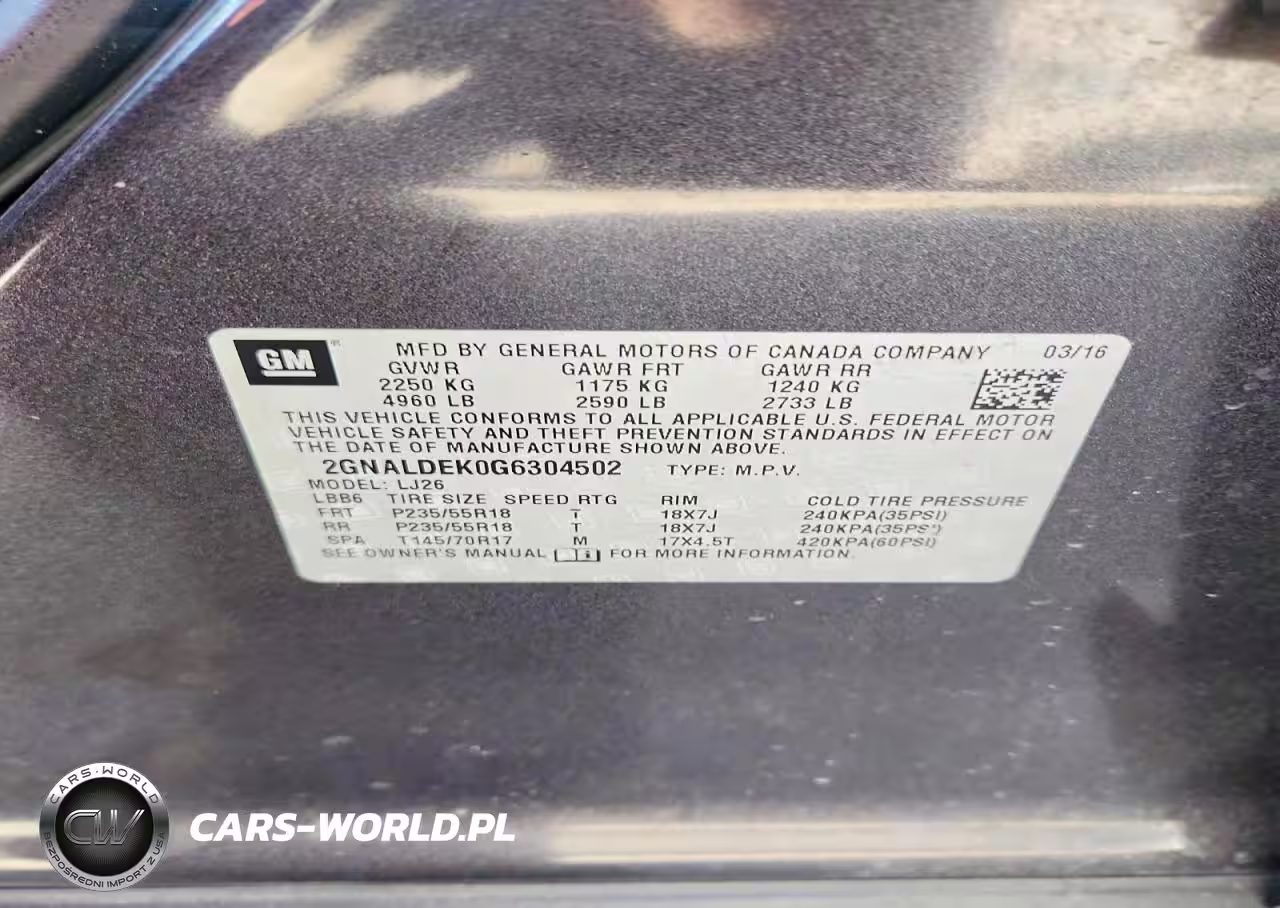 GM ® MFD BY GENERAL MOTORS OF CANADA COMPANY 03/16
GVWR GAWR FRT GAWR RR
2250 KG 1175 KG 1240 KG
4960 LB 2590 LB 2733 LB
THIS VEHICLE CONFORMS TO ALL APPLICABLE U.S. FEDERAL MOTOR
VEHICLE SAFETY AND THEFT PREVENTION STANDARDS IN EFFECT ON
THE DATE OF MANUFACTURE SHOWN ABOVE.
2GNALDEK0G6304502 TYPE: M.P.V.
MODEL: LJ26
LBB6 TIRE SIZE SPEED RTG RIM COLD TIRE PRESSURE
FRT P235/55R18 T 18X7J 240KPA(35PSI)
RR P235/55R18 T 18X7J 240KPA(35PSI)
SPA T145/70R17 M 17X4.5T 420KPA(60PSI)
SEE OWNER'S MANUAL i FOR MORE INFORMATION.
CARS-WORLD
CW
BEZPOŚREDNI IMPORT Z USA
CARS-WORLD.PL